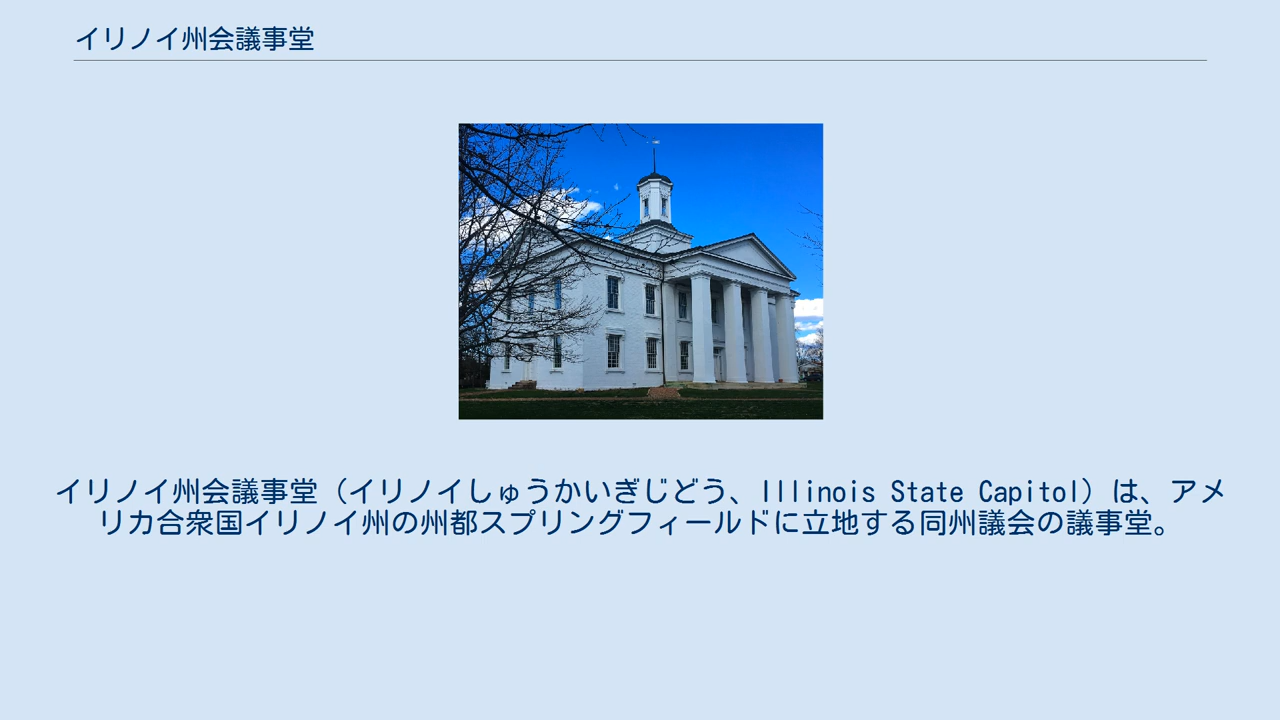 イリノイ州会議事堂
イリノイ州会議事堂（イリノイしゅうかいぎじどう、Illinois State Capitol）は、アメ
リカ合衆国イリノイ州の州都スプリングフィールドに立地する同州議会の議事堂。